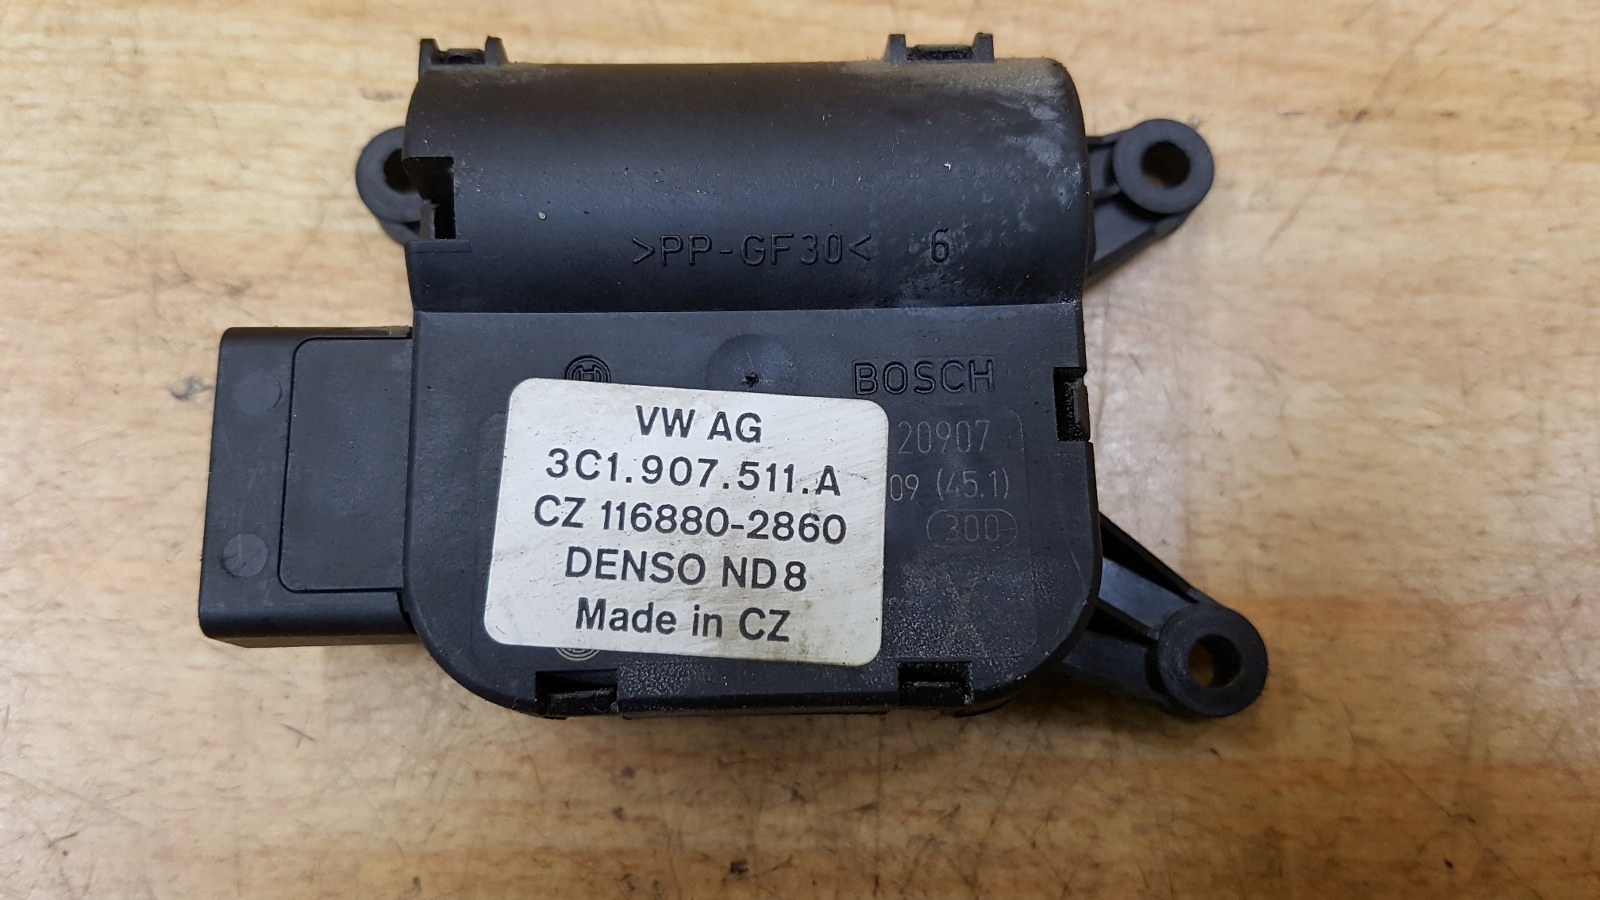 >PP-GF30< 6
BOSCH
VW AG
3C1.907.511.A
CZ 116880-2860
DENSO ND8
Made in CZ
20907
09 (45.1)
300